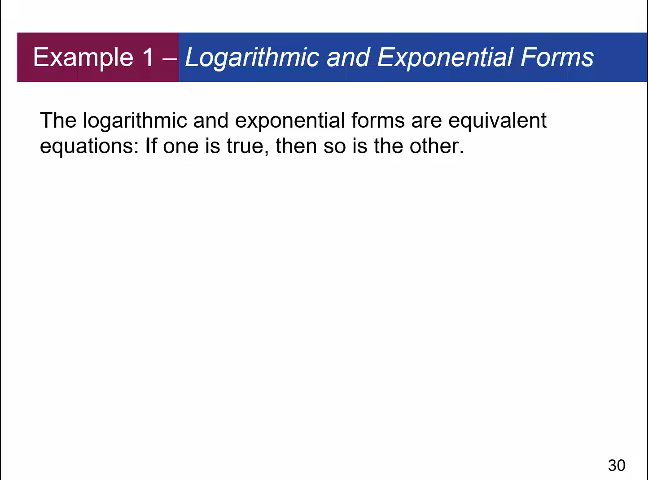 Example 1 – Logarithmic and Exponential Forms
The logarithmic and exponential forms are equivalent
equations: If one is true, then so is the other.
30